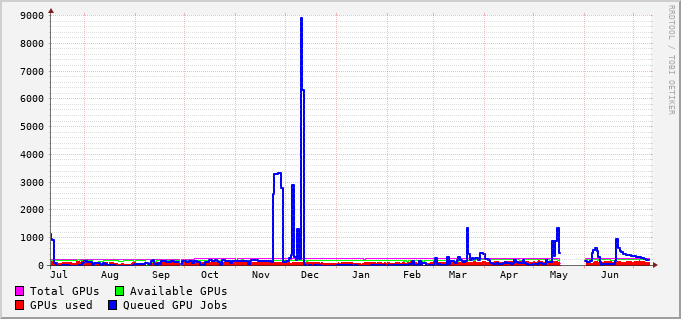 9000
8000
7000
6000
5000
4000
3000
2000
1000
0
Jul Aug Sep Oct Nov Dec Jan Feb Mar Apr May Jun
Total GPUs Available GPUs
GPUs used Queued GPU Jobs
RRDTOOL / TOBI OETIKER